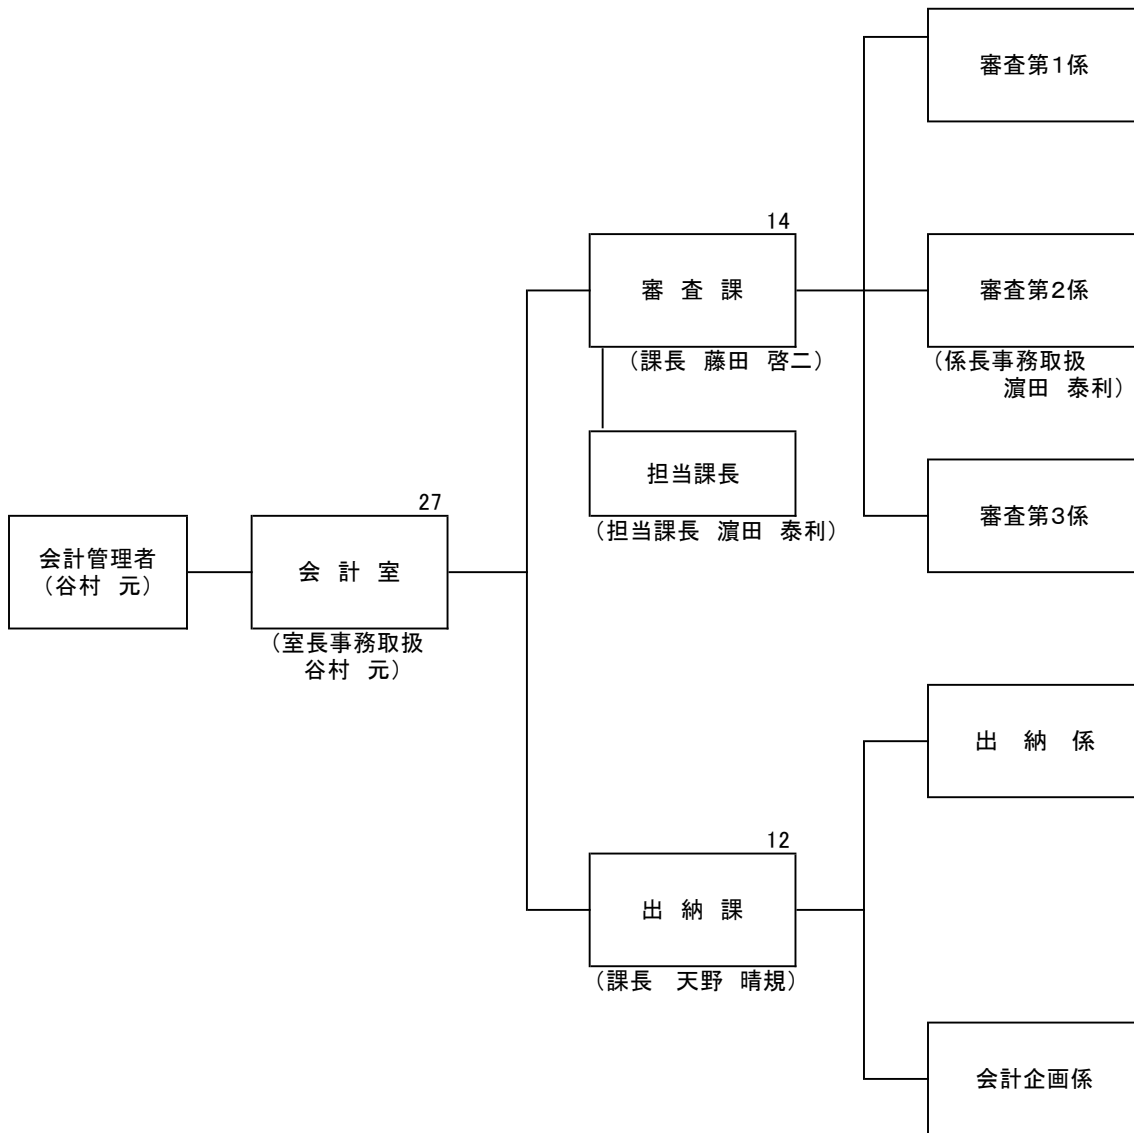 会計管理者
（谷村　元）
27
会　計　室
（室長事務取扱
谷村　元）
14
審　査　課
（課長　藤田　啓二）
担当課長
（担当課長　濵田　泰利）
審査第1係
審査第2係
（係長事務取扱
濵田　泰利）
審査第3係
12
出　納　課
（課長　天野　晴規）
出　納　係
会計企画係